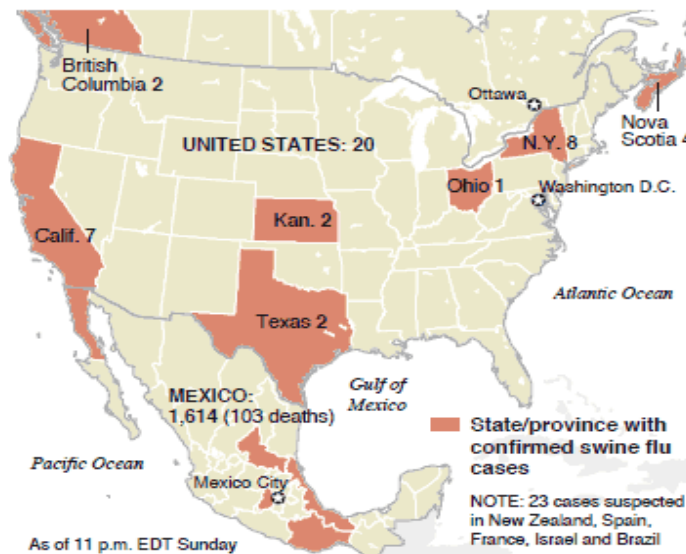 British
Columbia 2
Ottawa
Nova
Scotia 4
UNITED STATES: 20
N.Y. 8
Ohio 1
Washington D.C.
Kan. 2
Calif. 7
Texas 2
Atlantic Ocean
MEXICO:
1,614 (103 deaths)
Gulf of
Mexico
Pacific Ocean
Mexico City
State/province with
confirmed swine flu
cases
NOTE: 23 cases suspected
in New Zealand, Spain,
France, Israel and Brazil
As of 11 p.m. EDT Sunday